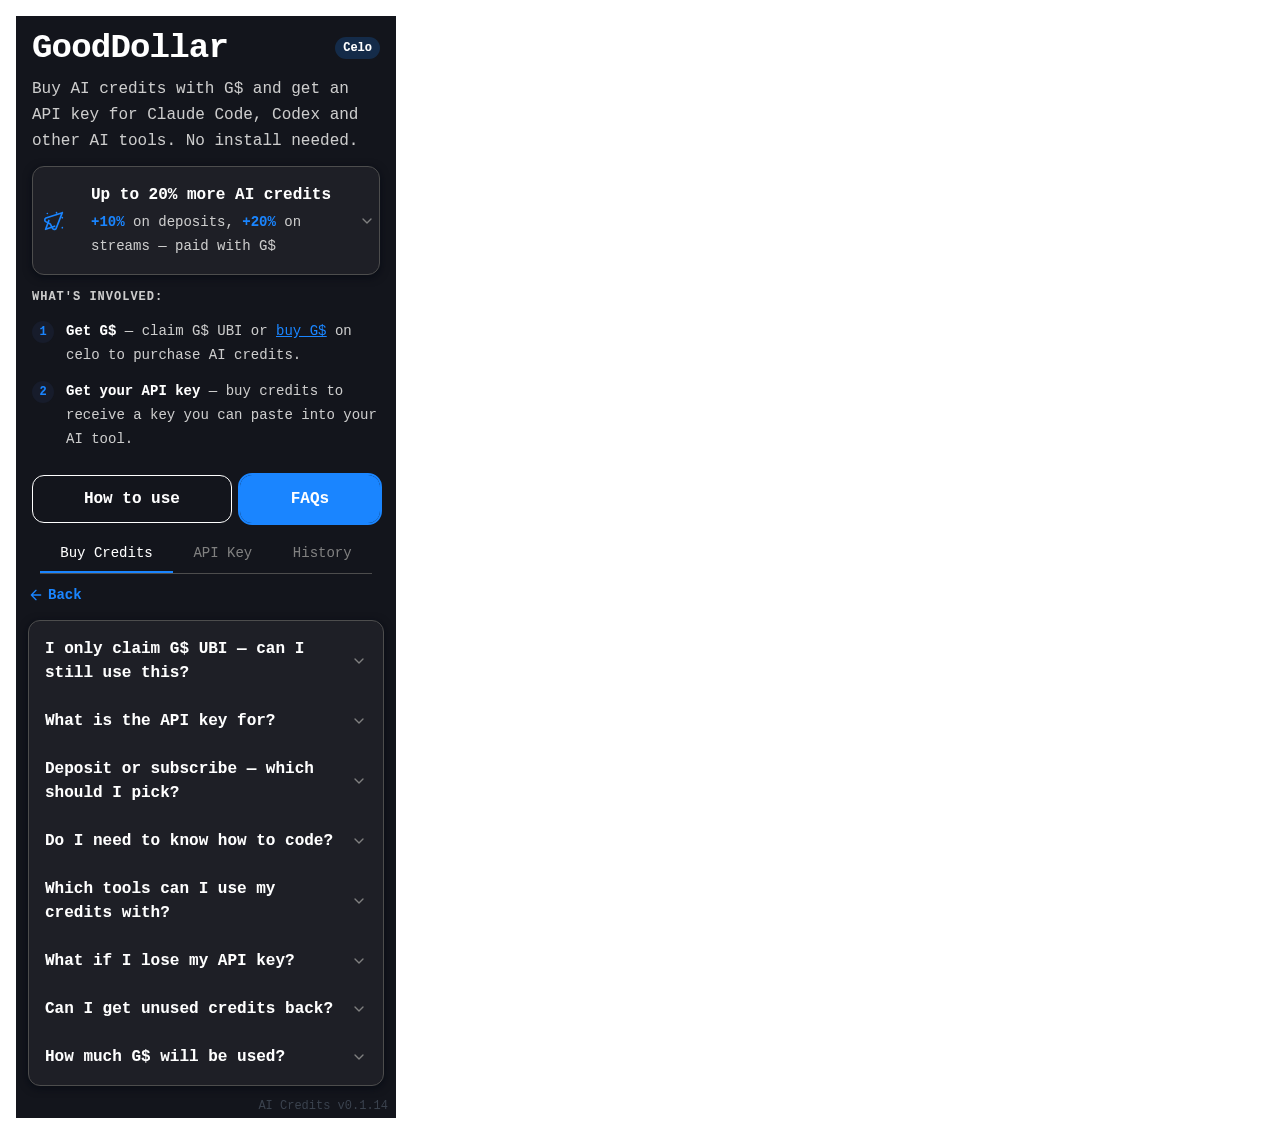 GoodDollar
Celo
Buy AI credits with G$ and get an
API key for Claude Code, Codex and
other AI tools. No install needed.
Up to 20% more AI credits
+10% on deposits, +20% on
streams — paid with G$
WHAT'S INVOLVED:
1 Get G$ — claim G$ UBI or buy G$ on
celo to purchase AI credits.
2 Get your API key — buy credits to
receive a key you can paste into your
AI tool.
How to use FAQs
Buy Credits API Key History
Back
I only claim G$ UBI — can I
still use this?
What is the API key for?
Deposit or subscribe — which
should I pick?
Do I need to know how to code?
Which tools can I use my
credits with?
What if I lose my API key?
Can I get unused credits back?
How much G$ will be used?
AI Credits v0.1.14